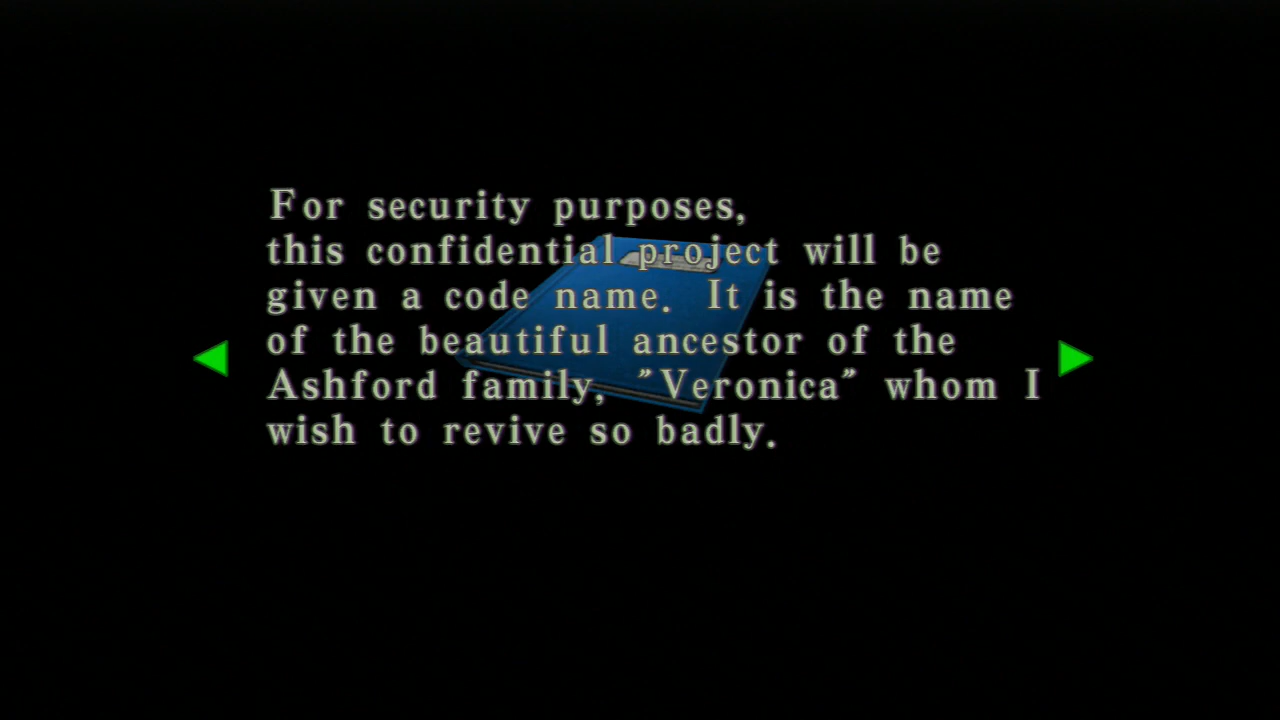 For security purposes,
this confidential project will be
given a code name. It is the name
of the beautiful ancestor of the
Ashford family, "Veronica" whom I
wish to revive so badly.